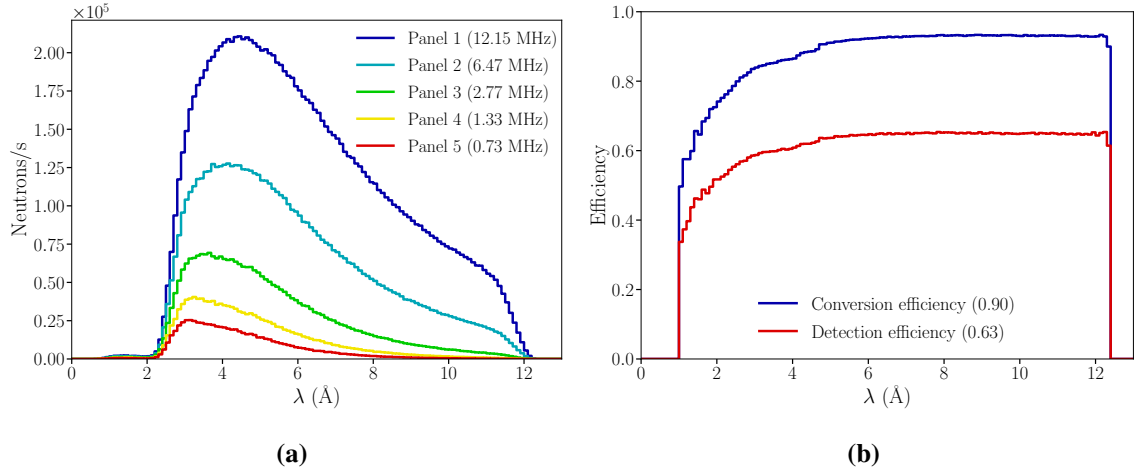 ×10⁵
2.00
1.75
1.50
1.25
1.00
0.75
0.50
0.25
0.00
Neutrons/s
Panel 1 (12.15 MHz)
Panel 2 (6.47 MHz)
Panel 3 (2.77 MHz)
Panel 4 (1.33 MHz)
Panel 5 (0.73 MHz)
0 2 4 6 8 10 12
λ (Å)
(a)
1.0
0.8
0.6
0.4
0.2
0.0
Efficiency
Conversion efficiency (0.90)
Detection efficiency (0.63)
0 2 4 6 8 10 12
λ (Å)
(b)